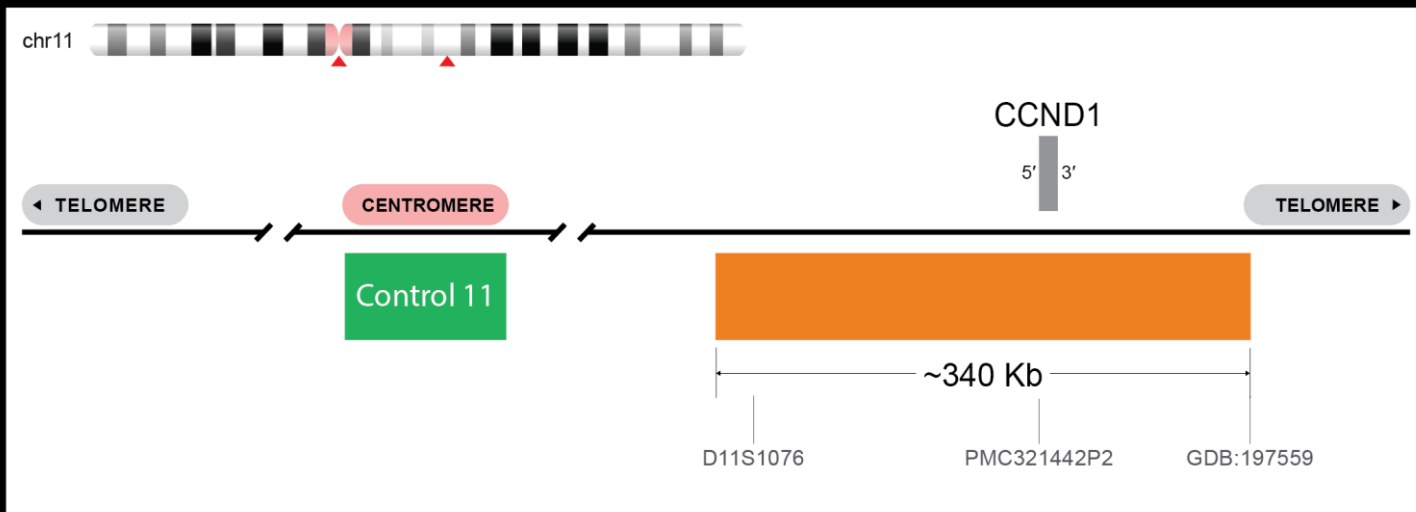 chr11
CCND1
5′ 3′
TELOMERE
CENTROMERE
TELOMERE
Control 11
~340 Kb
D11S1076
PMC321442P2
GDB:197559